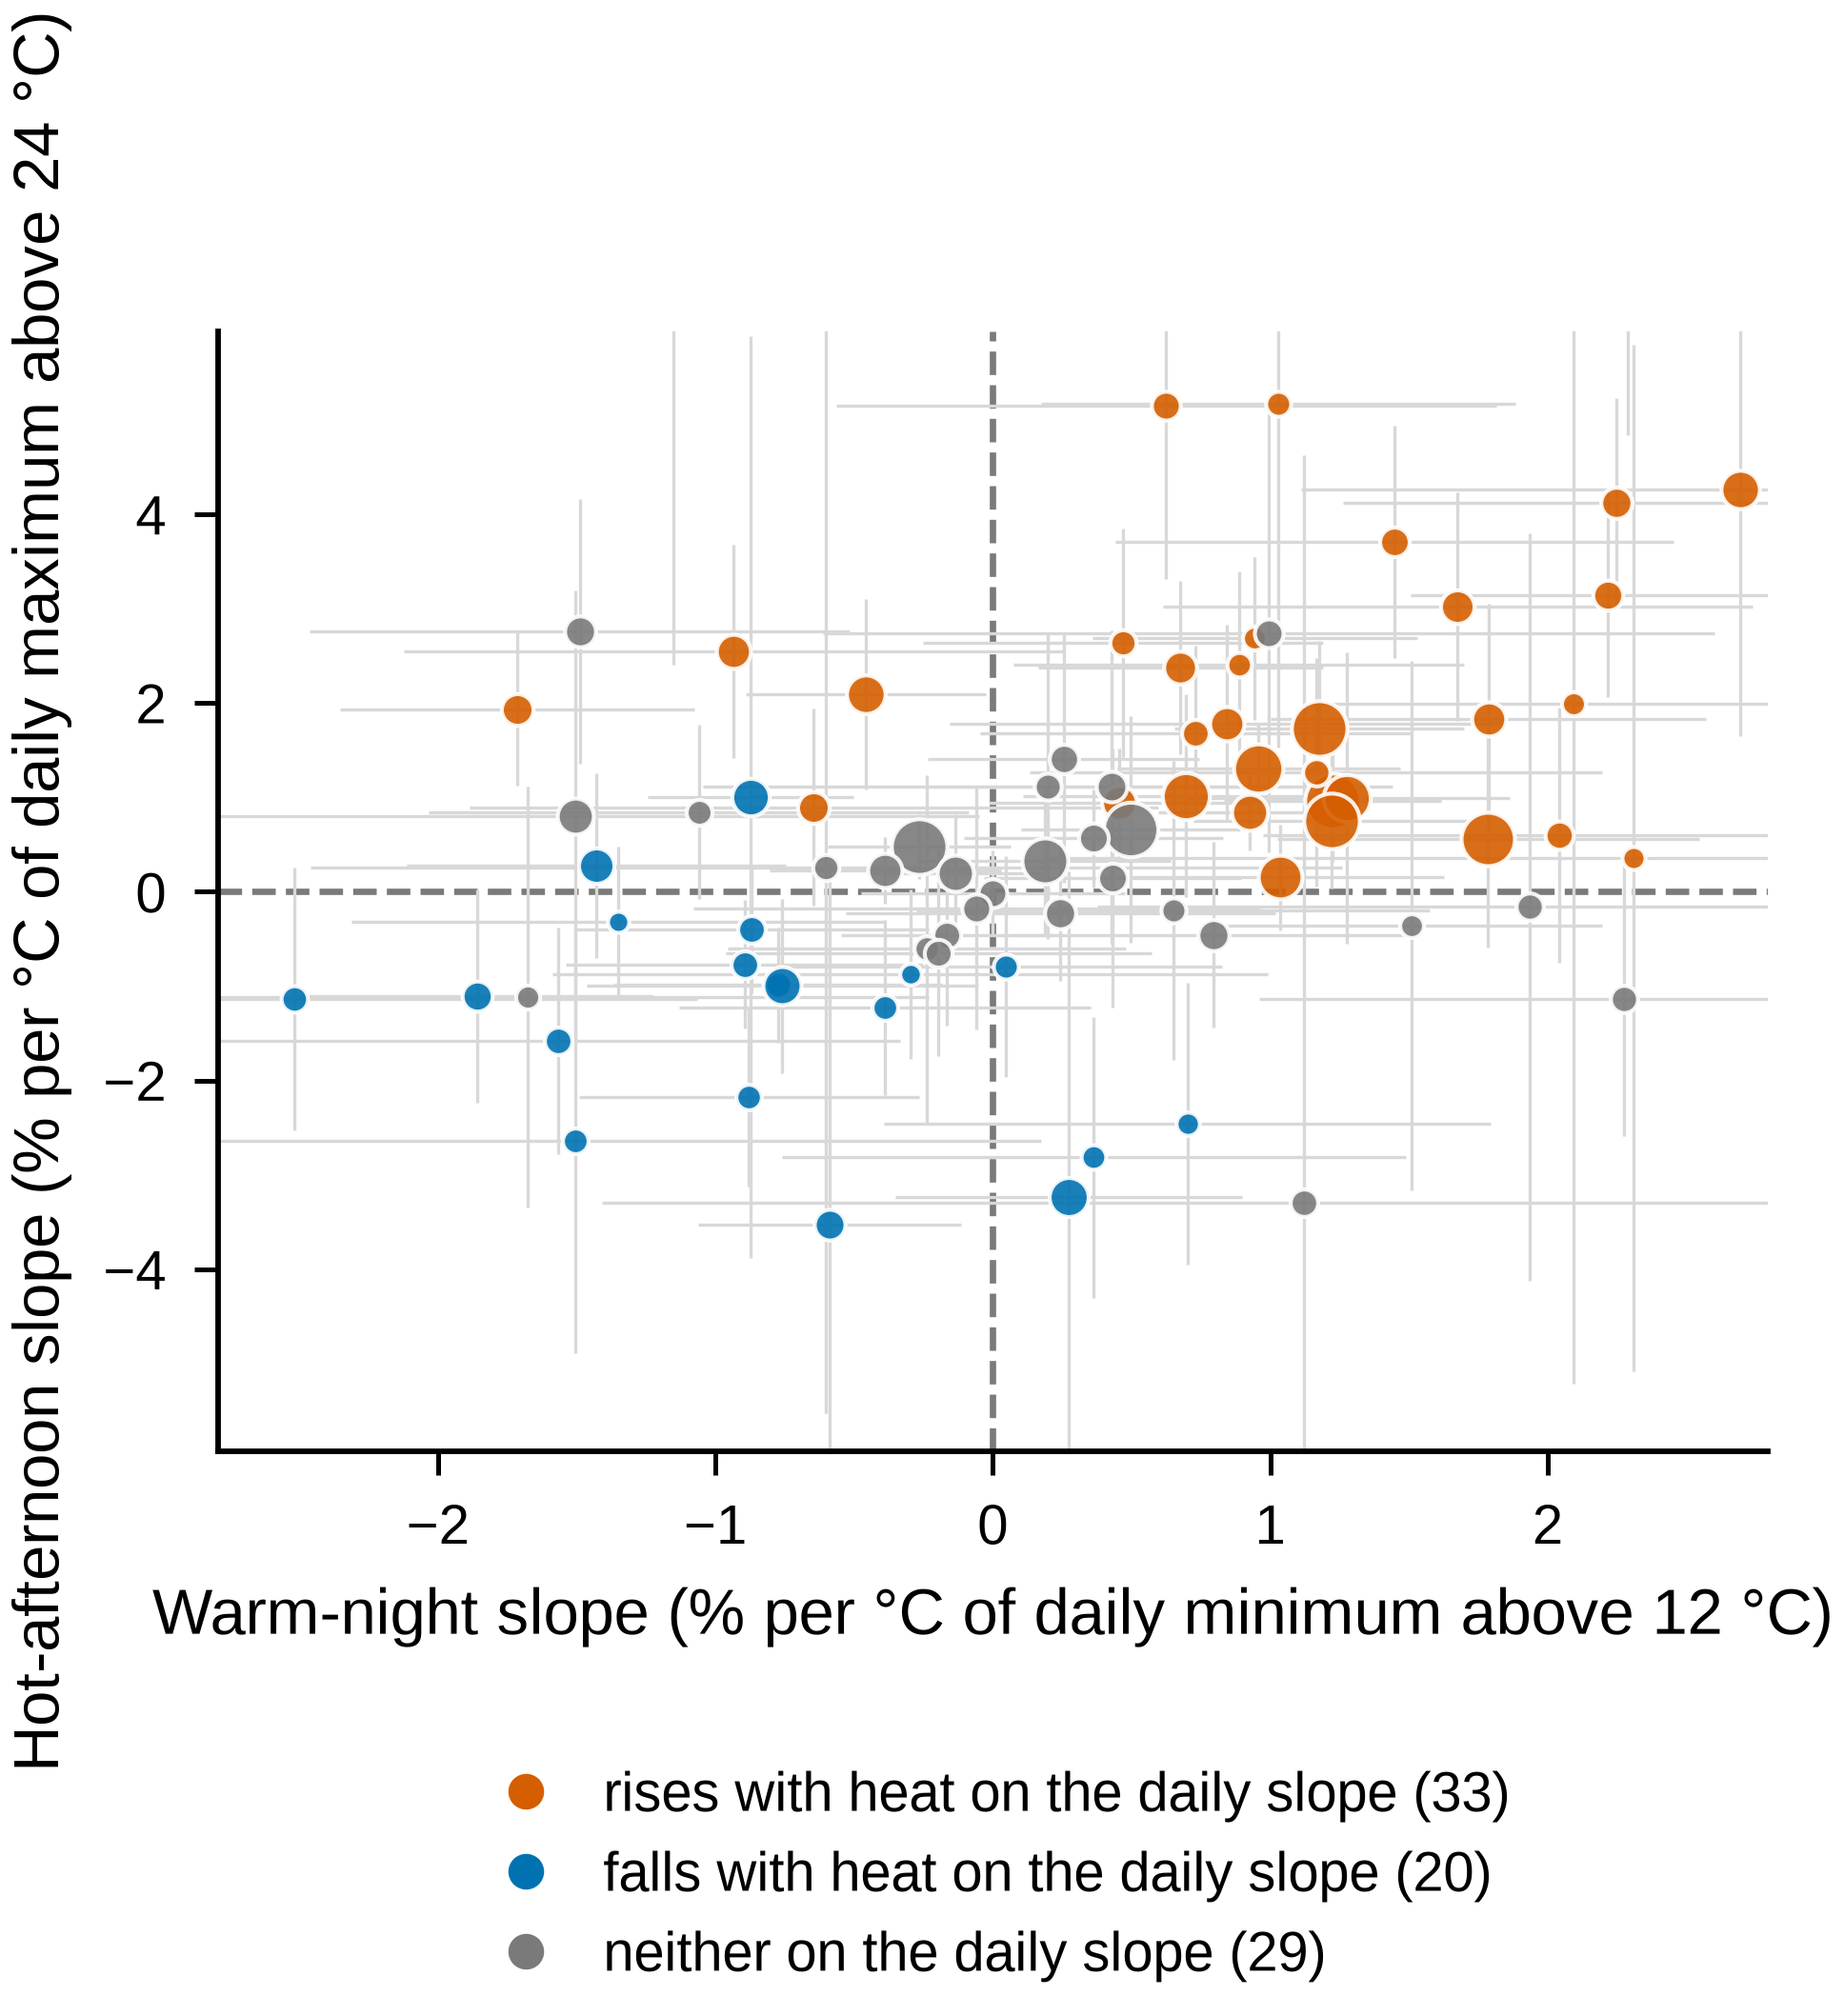 Hot-afternoon slope (% per °C of daily maximum above 24 °C)
4
2
0
−2
−4
−2 −1 0 1 2
Warm-night slope (% per °C of daily minimum above 12 °C)
rises with heat on the daily slope (33)
falls with heat on the daily slope (20)
neither on the daily slope (29)